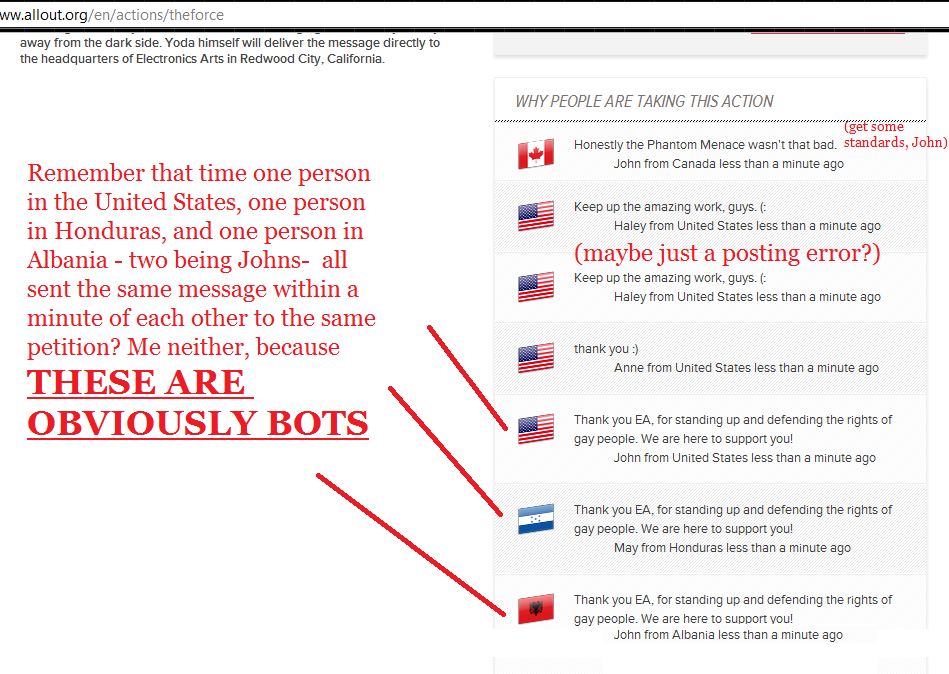 ww.allout.org/en/actions/theforce
away from the dark side. Yoda himself will deliver the message directly to
the headquarters of Electronics Arts in Redwood City, California.
Remember that time one person
in the United States, one person
in Honduras, and one person in
Albania - two being Johns-  all
sent the same message within a
minute of each other to the same
petition? Me neither, because
THESE ARE
OBVIOUSLY BOTS
WHY PEOPLE ARE TAKING THIS ACTION
Honestly the Phantom Menace wasn't that bad.
(get some
standards, John)
John from Canada less than a minute ago
Keep up the amazing work, guys. (:
Haley from United States less than a minute ago
(maybe just a posting error?)
Keep up the amazing work, guys. (:
Haley from United States less than a minute ago
thank you :)
Anne from United States less than a minute ago
Thank you EA, for standing up and defending the rights of
gay people. We are here to support you!
John from United States less than a minute ago
Thank you EA, for standing up and defending the rights of
gay people. We are here to support you!
May from Honduras less than a minute ago
Thank you EA, for standing up and defending the rights of
gay people. We are here to support you!
John from Albania less than a minute ago